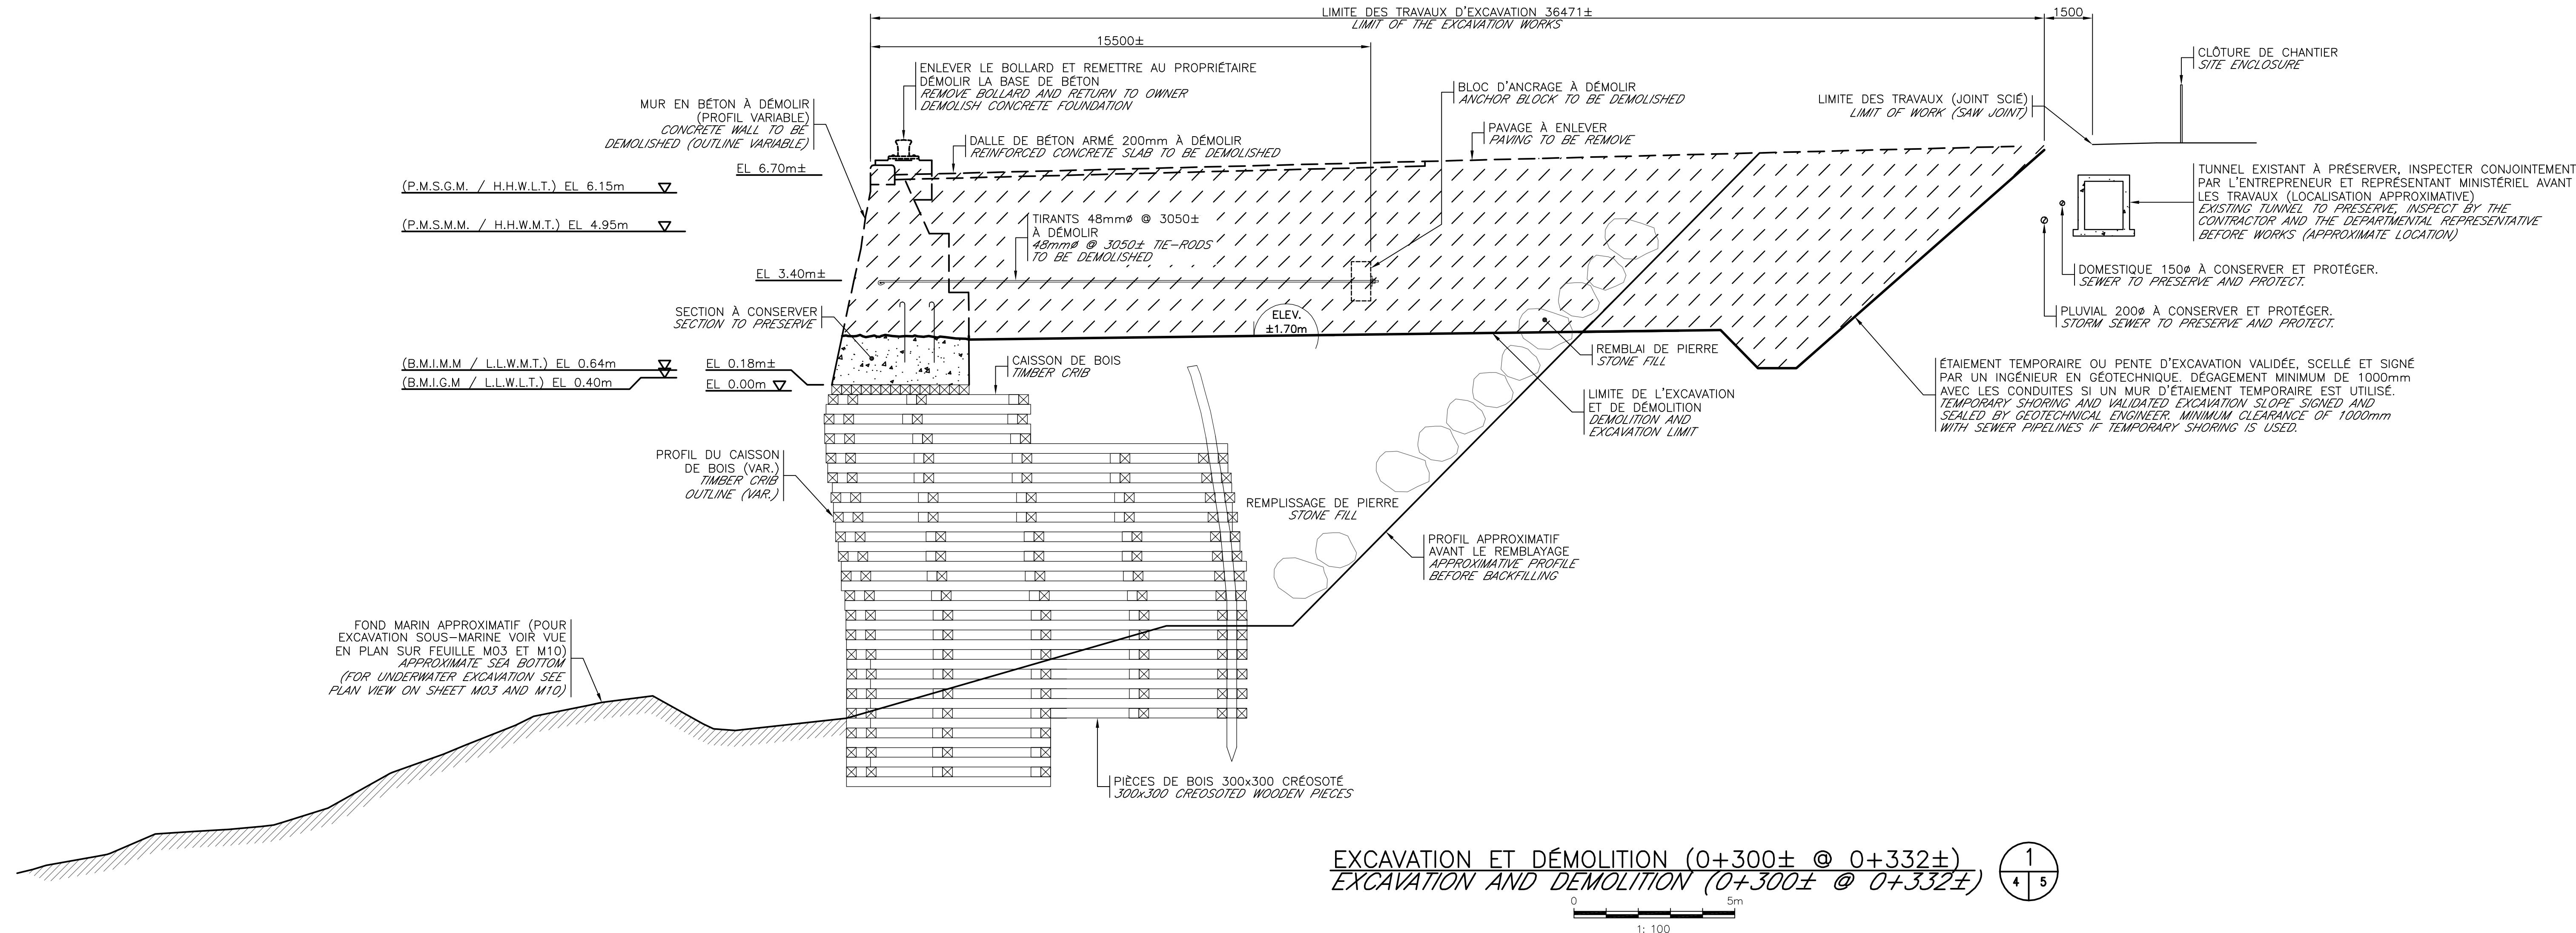 LIMITE DES TRAVAUX D'EXCAVATION 36471±
LIMIT OF THE EXCAVATION WORKS
1500
15500±
CLÔTURE DE CHANTIER
SITE ENCLOSURE
ENLEVER LE BOLLARD ET REMETTRE AU PROPRIÉTAIRE
DÉMOLIR LA BASE DE BÉTON
REMOVE BOLLARD AND RETURN TO OWNER
DEMOLISH CONCRETE FOUNDATION
BLOC D'ANCRAGE À DÉMOLIR
ANCHOR BLOCK TO BE DEMOLISHED
MUR EN BÉTON À DÉMOLIR
(PROFIL VARIABLE)
CONCRETE WALL TO BE
DEMOLISHED (OUTLINE VARIABLE)
LIMITE DES TRAVAUX (JOINT SCIÉ)
LIMIT OF WORK (SAW JOINT)
DALLE DE BÉTON ARMÉ 200mm À DÉMOLIR
REINFORCED CONCRETE SLAB TO BE DEMOLISHED
PAVAGE À ENLEVER
PAVING TO BE REMOVE
EL 6.70m±
(P.M.S.G.M. / H.H.W.L.T.) EL 6.15m
(P.M.S.M.M. / H.H.W.M.T.) EL 4.95m
TUNNEL EXISTANT À PRÉSERVER, INSPECTER CONJOINTEMENT
PAR L'ENTREPRENEUR ET REPRÉSENTANT MINISTÉRIEL AVANT
LES TRAVAUX (LOCALISATION APPROXIMATIVE)
EXISTING TUNNEL TO PRESERVE, INSPECT BY THE
CONTRACTOR AND THE DEPARTMENTAL REPRESENTATIVE
BEFORE WORKS (APPROXIMATE LOCATION)
TIRANTS 48mmø @ 3050±
À DÉMOLIR
48mmø @ 3050± TIE-RODS
TO BE DEMOLISHED
EL 3.40m±
DOMESTIQUE 150ø À CONSERVER ET PROTÉGER.
SEWER TO PRESERVE AND PROTECT.
SECTION À CONSERVER
SECTION TO PRESERVE
ELEV.
±1.70m
PLUVIAL 200ø À CONSERVER ET PROTÉGER.
STORM SEWER TO PRESERVE AND PROTECT.
(B.M.I.M.M / L.L.W.M.T.) EL 0.64m
(B.M.I.G.M / L.L.W.L.T.) EL 0.40m
EL 0.18m±
EL 0.00m
CAISSON DE BOIS
TIMBER CRIB
REMBLAI DE PIERRE
STONE FILL
ÉTAIEMENT TEMPORAIRE OU PENTE D'EXCAVATION VALIDÉE, SCELLÉ ET SIGNÉ
PAR UN INGÉNIEUR EN GÉOTECHNIQUE. DÉGAGEMENT MINIMUM DE 1000mm
AVEC LES CONDUITES SI UN MUR D'ÉTAIEMENT TEMPORAIRE EST UTILISÉ.
TEMPORARY SHORING AND VALIDATED EXCAVATION SLOPE SIGNED AND
SEALED BY GEOTECHNICAL ENGINEER. MINIMUM CLEARANCE OF 1000mm
WITH SEWER PIPELINES IF TEMPORARY SHORING IS USED.
LIMITE DE L'EXCAVATION
ET DE DÉMOLITION
DEMOLITION AND
EXCAVATION LIMIT
PROFIL DU CAISSON
DE BOIS (VAR.)
TIMBER CRIB
OUTLINE (VAR.)
REMPLISSAGE DE PIERRE
STONE FILL
PROFIL APPROXIMATIF
AVANT LE REMBLAYAGE
APPROXIMATIVE PROFILE
BEFORE BACKFILLING
FOND MARIN APPROXIMATIF (POUR
EXCAVATION SOUS-MARINE VOIR VUE
EN PLAN SUR FEUILLE M03 ET M10)
APPROXIMATE SEA BOTTOM
(FOR UNDERWATER EXCAVATION SEE
PLAN VIEW ON SHEET M03 AND M10)
PIÈCES DE BOIS 300x300 CRÉOSOTÉ
300x300 CREOSOTED WOODEN PIECES
EXCAVATION ET DÉMOLITION (0+300± @ 0+332±)
EXCAVATION AND DEMOLITION (0+300± @ 0+332±)
1
4 5
0 5m
1: 100